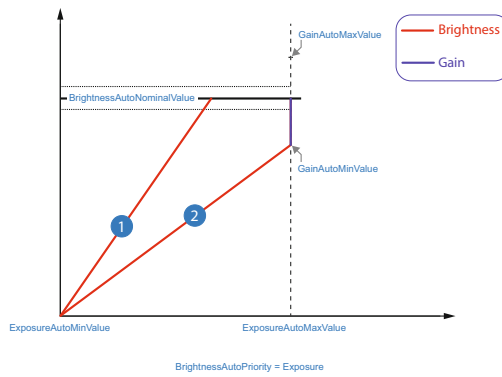 GainAutoMaxValue
Brightness
Gain
BrightnessAutoNominalValue
GainAutoMinValue
1
2
ExposureAutoMinValue
ExposureAutoMaxValue
BrightnessAutoPriority = Exposure